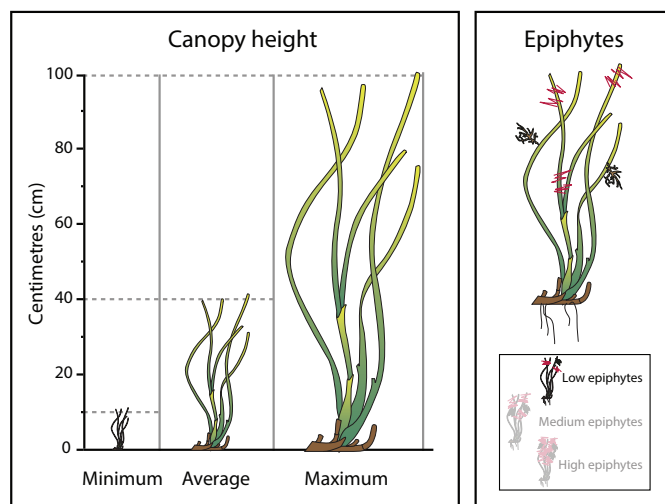 Canopy height
Centimetres (cm)
100
80
60
40
20
0
Minimum
Average
Maximum
Epiphytes
Low epiphytes
Medium epiphytes
High epiphytes